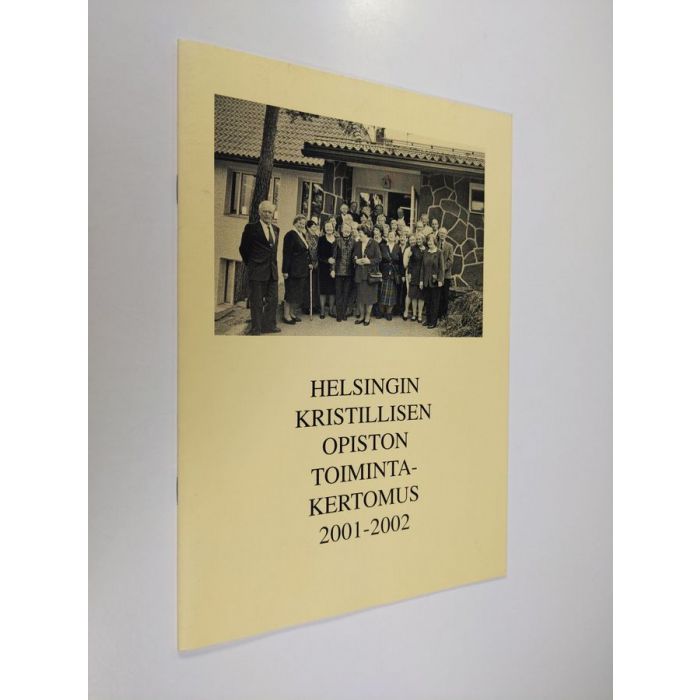 HELSINGIN
KRISTILLISEN
OPISTON
TOIMINTA-
KERTOMUS
2001-2002